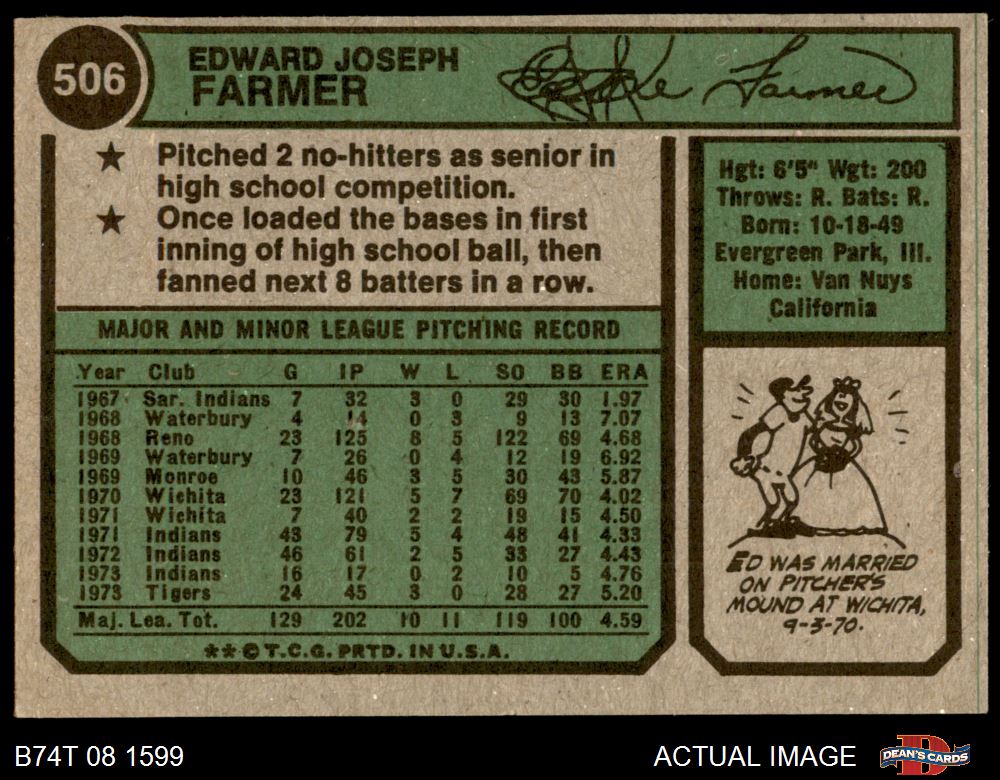 506
EDWARD JOSEPH
FARMER
Farmer
★ Pitched 2 no-hitters as senior in
high school competition.
★ Once loaded the bases in first
inning of high school ball, then
fanned next 8 batters in a row.
Hgt: 6'5" Wgt: 200
Throws: R. Bats: R.
Born: 10-18-49
Evergreen Park, Ill.
Home: Van Nuys
California
MAJOR AND MINOR LEAGUE PITCHING RECORD
Year Club G IP W L SO BB ERA
1967 Sar. Indians 7 32 3 0 29 30 1.97
1968 Waterbury 4 14 0 3 9 13 7.07
1968 Reno 23 125 8 5 122 69 4.68
1969 Waterbury 7 26 0 4 12 19 6.92
1969 Monroe 10 46 3 5 30 43 5.87
1970 Wichita 23 121 5 7 69 70 4.02
1971 Wichita 7 40 2 2 19 15 4.50
1971 Indians 43 79 5 4 48 41 4.33
1972 Indians 46 61 2 5 33 27 4.43
1973 Indians 16 17 0 2 10 5 4.76
1973 Tigers 24 45 3 0 28 27 5.20
Maj. Lea. Tot. 129 202 10 11 119 100 4.59
**© T.C.G. PRTD. IN U.S.A.
ED WAS MARRIED
ON PITCHER'S
MOUND AT WICHITA,
9-3-70.
B74T 08 1599
ACTUAL IMAGE
DEAN'S CARDS